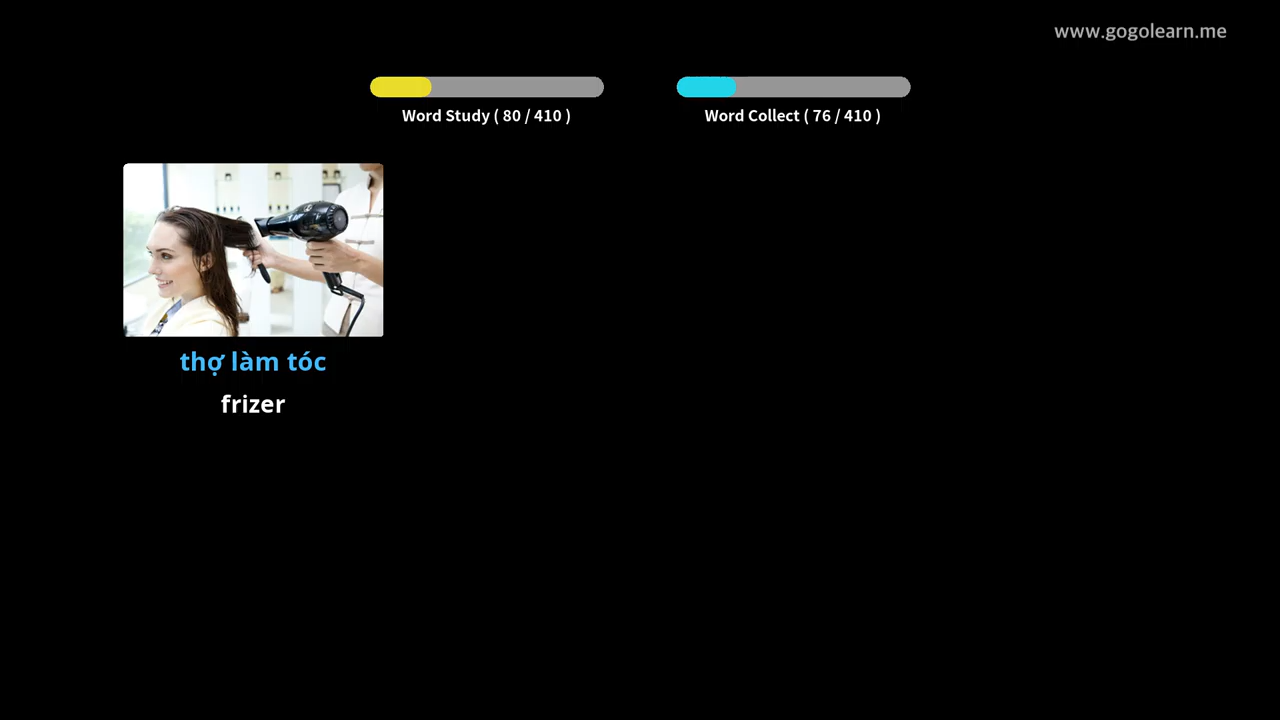 www.gogolearn.me
Word Study ( 80 / 410 )
Word Collect ( 76 / 410 )
thợ làm tóc
frizer